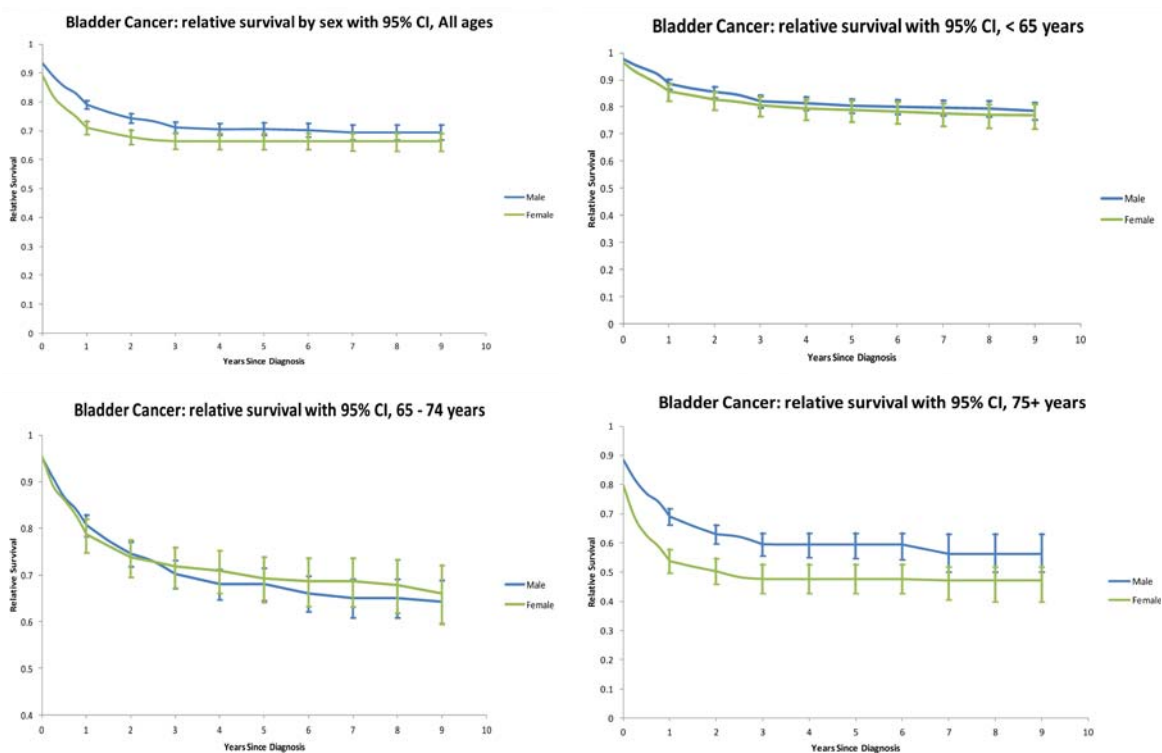 Bladder Cancer: relative survival by sex with 95% CI, All ages
1
0.9
0.8
0.7
0.6
0.5
0.4
0.3
0.2
0.1
0
Relative Survival
0 1 2 3 4 5 6 7 8 9 10
Years Since Diagnosis
Male
Female
Bladder Cancer: relative survival with 95% CI, < 65 years
1
0.9
0.8
0.7
0.6
0.5
0.4
0.3
0.2
0.1
0
Relative Survival
0 1 2 3 4 5 6 7 8 9 10
Years Since Diagnosis
Male
Female
Bladder Cancer: relative survival with 95% CI, 65 - 74 years
1
0.9
0.8
0.7
0.6
0.5
0.4
Relative Survival
0 1 2 3 4 5 6 7 8 9 10
Years Since Diagnosis
Male
Female
Bladder Cancer: relative survival with 95% CI, 75+ years
1
0.9
0.8
0.7
0.6
0.5
0.4
0.3
0.2
0.1
0
Relative Survival
0 1 2 3 4 5 6 7 8 9 10
Years Since Diagnosis
Male
Female